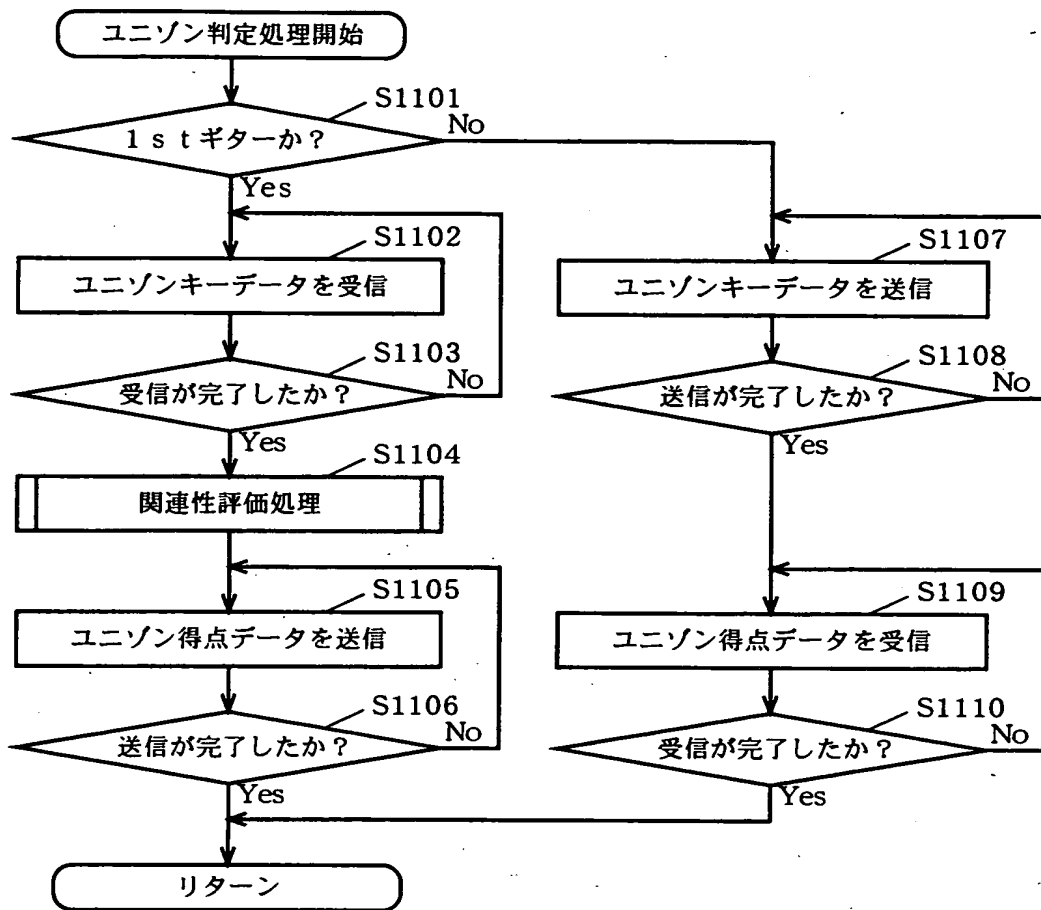 ユニゾン判定処理開始
S1101
1stギターか?
No
Yes
S1102
ユニゾンキーデータを受信
S1103
受信が完了したか?
No
Yes
S1104
関連性評価処理
S1105
ユニゾン得点データを送信
S1106
送信が完了したか?
No
Yes
S1107
ユニゾンキーデータを送信
S1108
送信が完了したか?
No
Yes
S1109
ユニゾン得点データを受信
S1110
受信が完了したか?
No
Yes
リターン